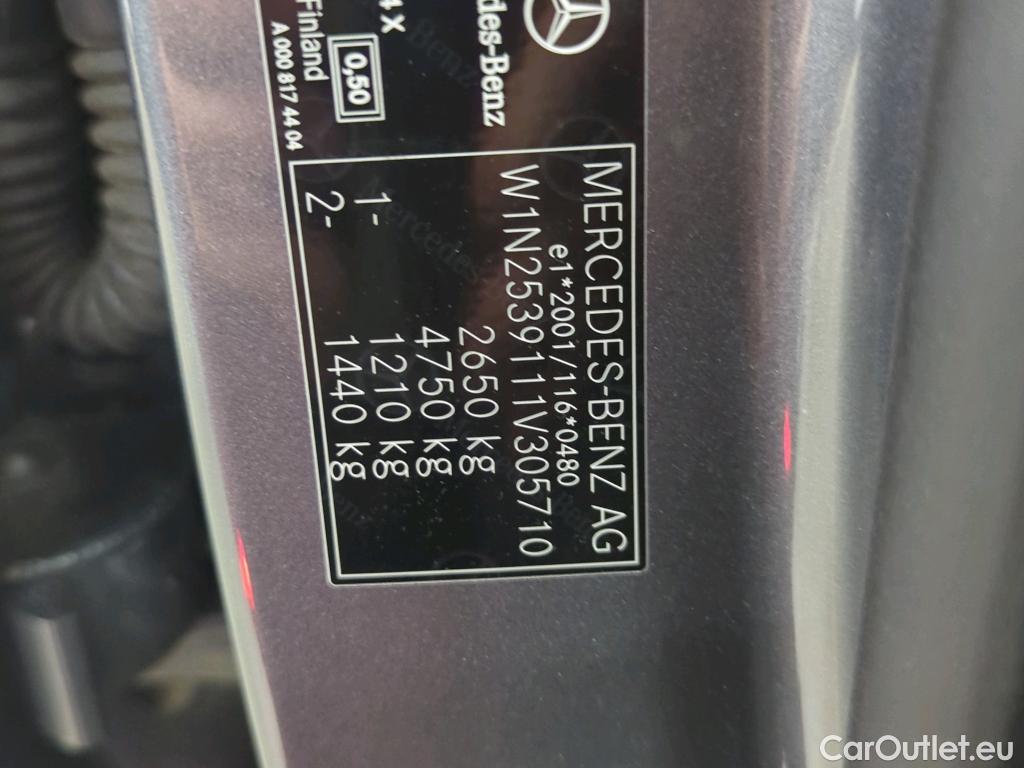 des-Benz
4 X
0,50
Finland
A 000 817 44 04
MERCEDES-BENZ AG
e1*2001/116*0480
W1N2539111V305710
2650 kg
4750 kg
1- 1210 kg
2- 1440 kg
CarOutlet.eu